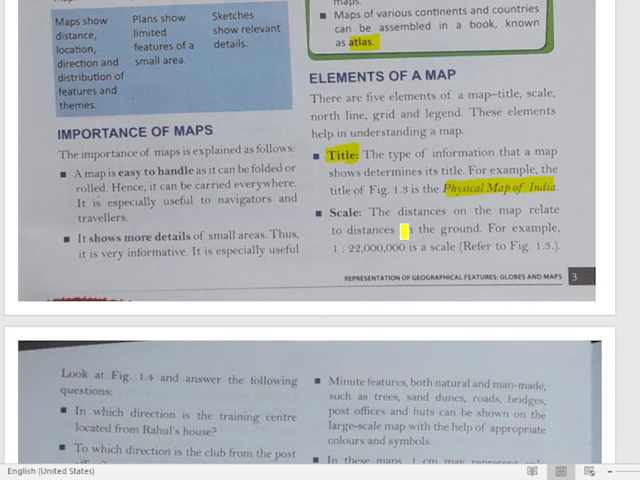 Maps show
distance,
location,
direction and
distribution of
features and
themes.
Plans show
limited
features of a
small area.
Sketches
show relevant
details.
IMPORTANCE OF MAPS
The importance of maps is explained as follows:
A map is easy to handle as it can be folded or
rolled. Hence, it can be carried everywhere.
It is especially useful to navigators and
travellers.
It shows more details of small areas. Thus,
it is very informative. It is especially useful
maps.
Maps of various continents and countries
can be assembled in a book, known
as atlas.
ELEMENTS OF A MAP
There are five elements of a map–title, scale,
north line, grid and legend. These elements
help in understanding a map.
Title: The type of information that a map
shows determines its title. For example, the
title of Fig. 1.3 is the Physical Map of India.
Scale: The distances on the map relate
to distances the ground. For example,
1 : 22,000,000 is a scale (Refer to Fig. 1.3.).
REPRESENTATION OF GEOGRAPHICAL FEATURES: GLOBES AND MAPS 3
Look at Fig. 1.4 and answer the following
questions:
In which direction is the training centre
located from Rahul's house?
To which direction is the club from the post
Minute features, both natural and man-made,
such as trees, sand dunes, roads, bridges,
post offices and huts can be shown on the
large-scale map with the help of appropriate
colours and symbols.
In these maps, 1 cm may represent
English (United States)